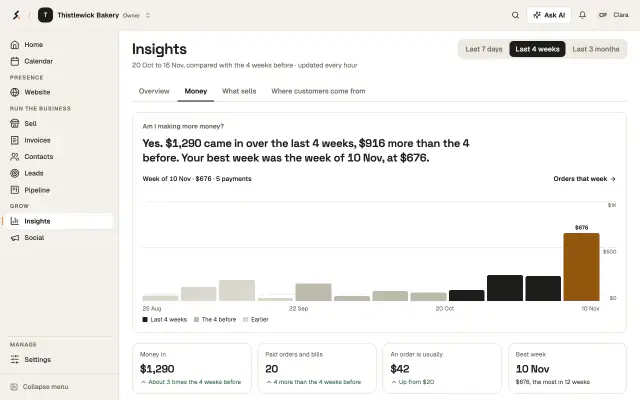 T Thistlewick Bakery Owner
Ask AI
CP Clara
Home
Calendar
PRESENCE
Website
RUN THE BUSINESS
Sell
Invoices
Contacts
Leads
Pipeline
GROW
Insights
Social
MANAGE
Settings
Collapse menu
Insights
20 Oct to 16 Nov, compared with the 4 weeks before · updated every hour
Last 7 days Last 4 weeks Last 3 months
Overview Money What sells Where customers come from
Am I making more money?
Yes. $1,290 came in over the last 4 weeks, $916 more than the 4
before. Your best week was the week of 10 Nov, at $676.
Week of 10 Nov · $676 · 5 payments
Orders that week →
$1K
$676
$500
$0
25 Aug 22 Sep 20 Oct 10 Nov
Last 4 weeks The 4 before Earlier
Money in
$1,290
About 3 times the 4 weeks before
Paid orders and bills
20
4 more than the 4 weeks before
An order is usually
$42
Up from $20
Best week
10 Nov
$676, the most in 12 weeks